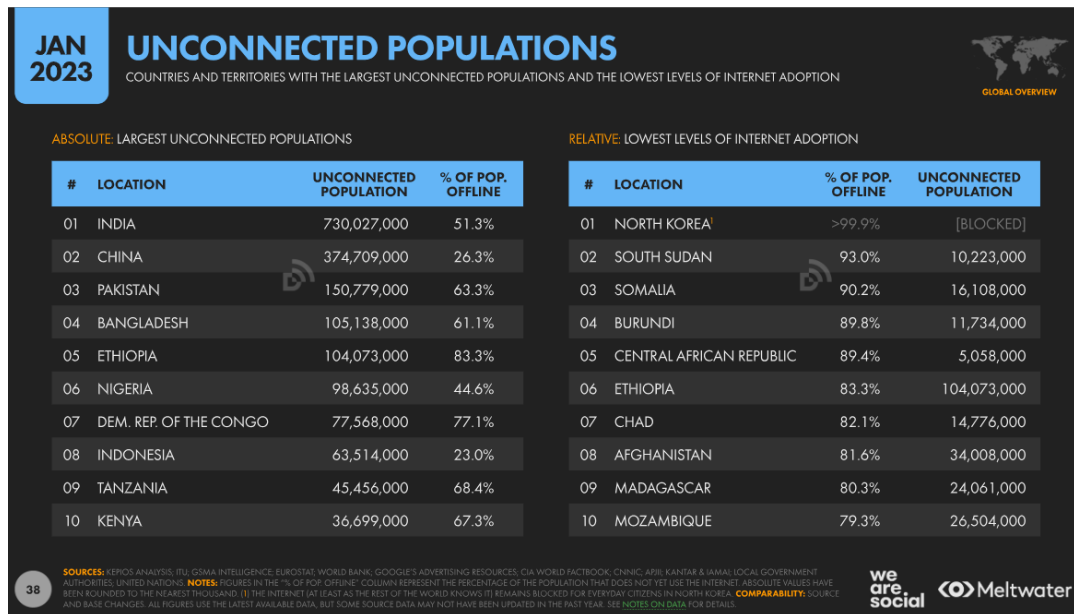 JAN
2023
UNCONNECTED POPULATIONS
COUNTRIES AND TERRITORIES WITH THE LARGEST UNCONNECTED POPULATIONS AND THE LOWEST LEVELS OF INTERNET ADOPTION
GLOBAL OVERVIEW
ABSOLUTE: LARGEST UNCONNECTED POPULATIONS
# LOCATION UNCONNECTED POPULATION % OF POP. OFFLINE
01 INDIA 730,027,000 51.3%
02 CHINA 374,709,000 26.3%
03 PAKISTAN 150,779,000 63.3%
04 BANGLADESH 105,138,000 61.1%
05 ETHIOPIA 104,073,000 83.3%
06 NIGERIA 98,635,000 44.6%
07 DEM. REP. OF THE CONGO 77,568,000 77.1%
08 INDONESIA 63,514,000 23.0%
09 TANZANIA 45,456,000 68.4%
10 KENYA 36,699,000 67.3%
RELATIVE: LOWEST LEVELS OF INTERNET ADOPTION
# LOCATION % OF POP. OFFLINE UNCONNECTED POPULATION
01 NORTH KOREA¹ >99.9% [BLOCKED]
02 SOUTH SUDAN 93.0% 10,223,000
03 SOMALIA 90.2% 16,108,000
04 BURUNDI 89.8% 11,734,000
05 CENTRAL AFRICAN REPUBLIC 89.4% 5,058,000
06 ETHIOPIA 83.3% 104,073,000
07 CHAD 82.1% 14,776,000
08 AFGHANISTAN 81.6% 34,008,000
09 MADAGASCAR 80.3% 24,061,000
10 MOZAMBIQUE 79.3% 26,504,000
38
SOURCES: KEPIOS ANALYSIS; ITU; GSMA INTELLIGENCE; EUROSTAT; WORLD BANK; GOOGLE'S ADVERTISING RESOURCES; CIA WORLD FACTBOOK; CNNIC; APJII; KANTAR & IAMAI; LOCAL GOVERNMENT
AUTHORITIES; UNITED NATIONS. NOTES: FIGURES IN THE "% OF POP. OFFLINE" COLUMN REPRESENT THE PERCENTAGE OF THE POPULATION THAT DOES NOT YET USE THE INTERNET. ABSOLUTE VALUES HAVE
BEEN ROUNDED TO THE NEAREST THOUSAND. (1) THE INTERNET (AT LEAST AS THE REST OF THE WORLD KNOWS IT) REMAINS BLOCKED FOR EVERYDAY CITIZENS IN NORTH KOREA. COMPARABILITY: SOURCE
AND BASE CHANGES. ALL FIGURES USE THE LATEST AVAILABLE DATA, BUT SOME SOURCE DATA MAY NOT HAVE BEEN UPDATED IN THE PAST YEAR. SEE NOTES ON DATA FOR DETAILS.
we
are
social
Meltwater